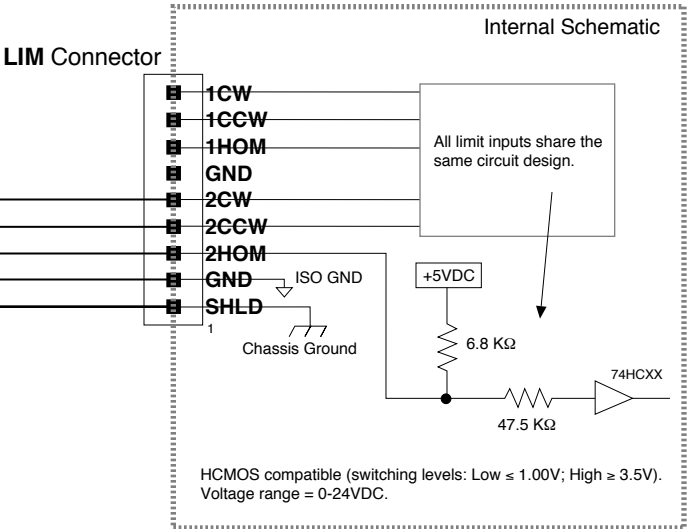 Internal Schematic
LIM Connector
1CW
1CCW
1HOM
GND
2CW
2CCW
2HOM
GND
SHLD
1
All limit inputs share the
same circuit design.
ISO GND
Chassis Ground
+5VDC
6.8 KΩ
74HCXX
47.5 KΩ
HCMOS compatible (switching levels: Low ≤ 1.00V; High ≥ 3.5V).
Voltage range = 0-24VDC.